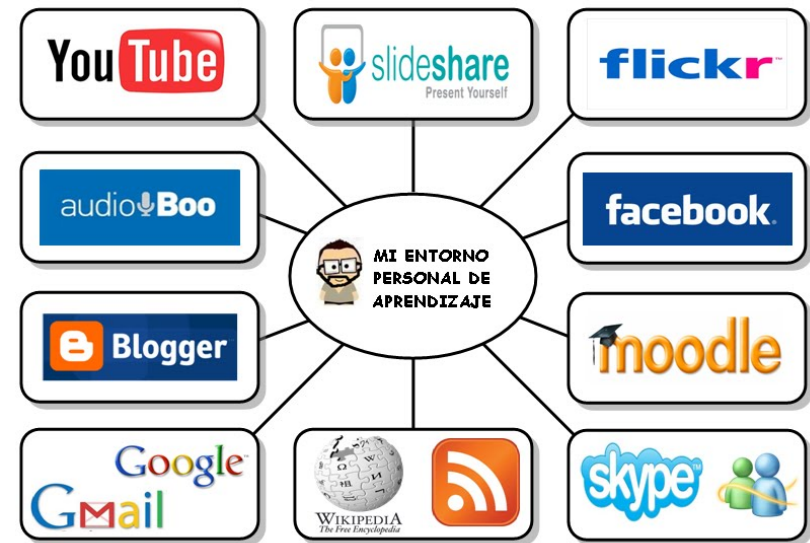 YouTube
slideshare
Present Yourself
flickr
audioBoo
facebook.
MI ENTORNO
PERSONAL DE
APRENDIZAJE
Blogger
moodle
Google
GMail
WIKIPEDIA
The Free Encyclopedia
skype